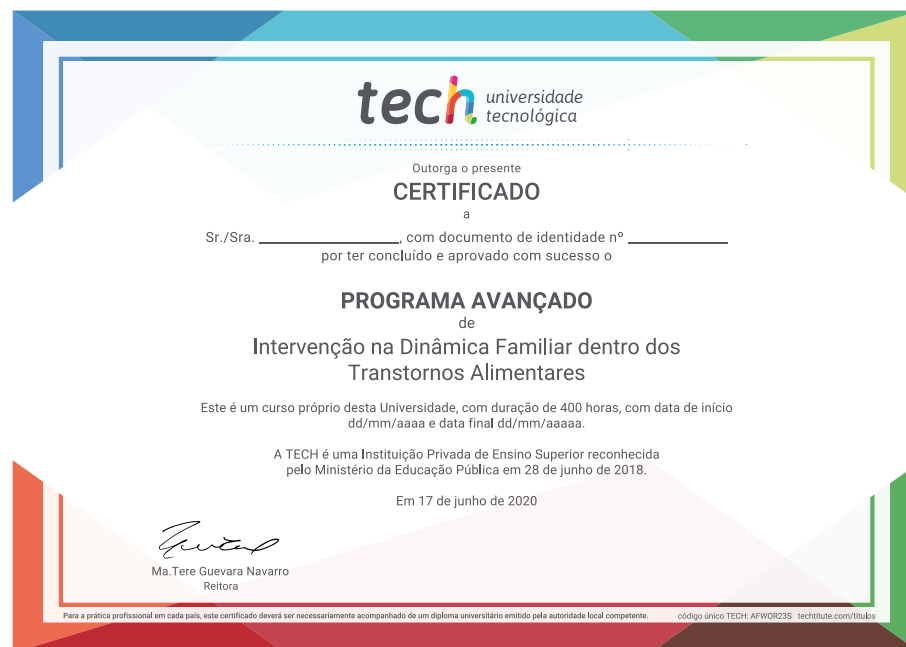 tech universidade
tecnológica
Outorga o presente
CERTIFICADO
a
Sr./Sra. ________________, com documento de identidade nº ____________
por ter concluído e aprovado com sucesso o
PROGRAMA AVANÇADO
de
Intervenção na Dinâmica Familiar dentro dos
Transtornos Alimentares
Este é um curso próprio desta Universidade, com duração de 400 horas, com data de início
dd/mm/aaaa e data final dd/mm/aaaaa.
A TECH é uma Instituição Privada de Ensino Superior reconhecida
pelo Ministério da Educação Pública em 28 de junho de 2018.
Em 17 de junho de 2020
Ma.Tere Guevara Navarro
Reitora
Para a prática profissional em cada país, este certificado deverá ser necessariamente acompanhado de um diploma universitário emitido pela autoridade local competente. código único TECH: AFWOR23S techtitute.com/titulos